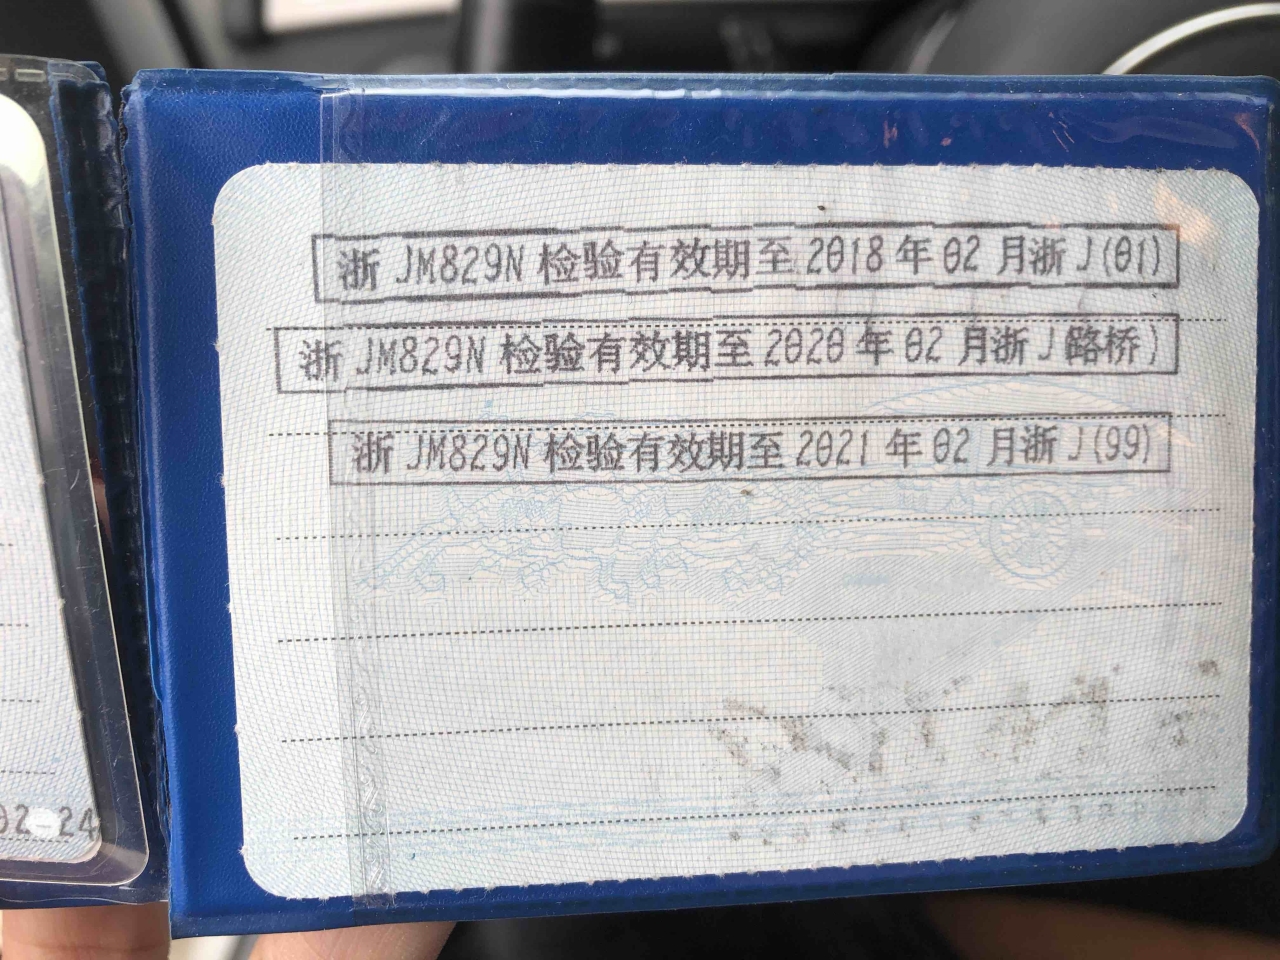 浙 JM829N 检验有效期至 2018 年 02 月浙 J(01)
浙 JM829N 检验有效期至 2020 年 02 月浙 J(路桥)
浙 JM829N 检验有效期至 2021 年 02 月浙 J(99)
02-24